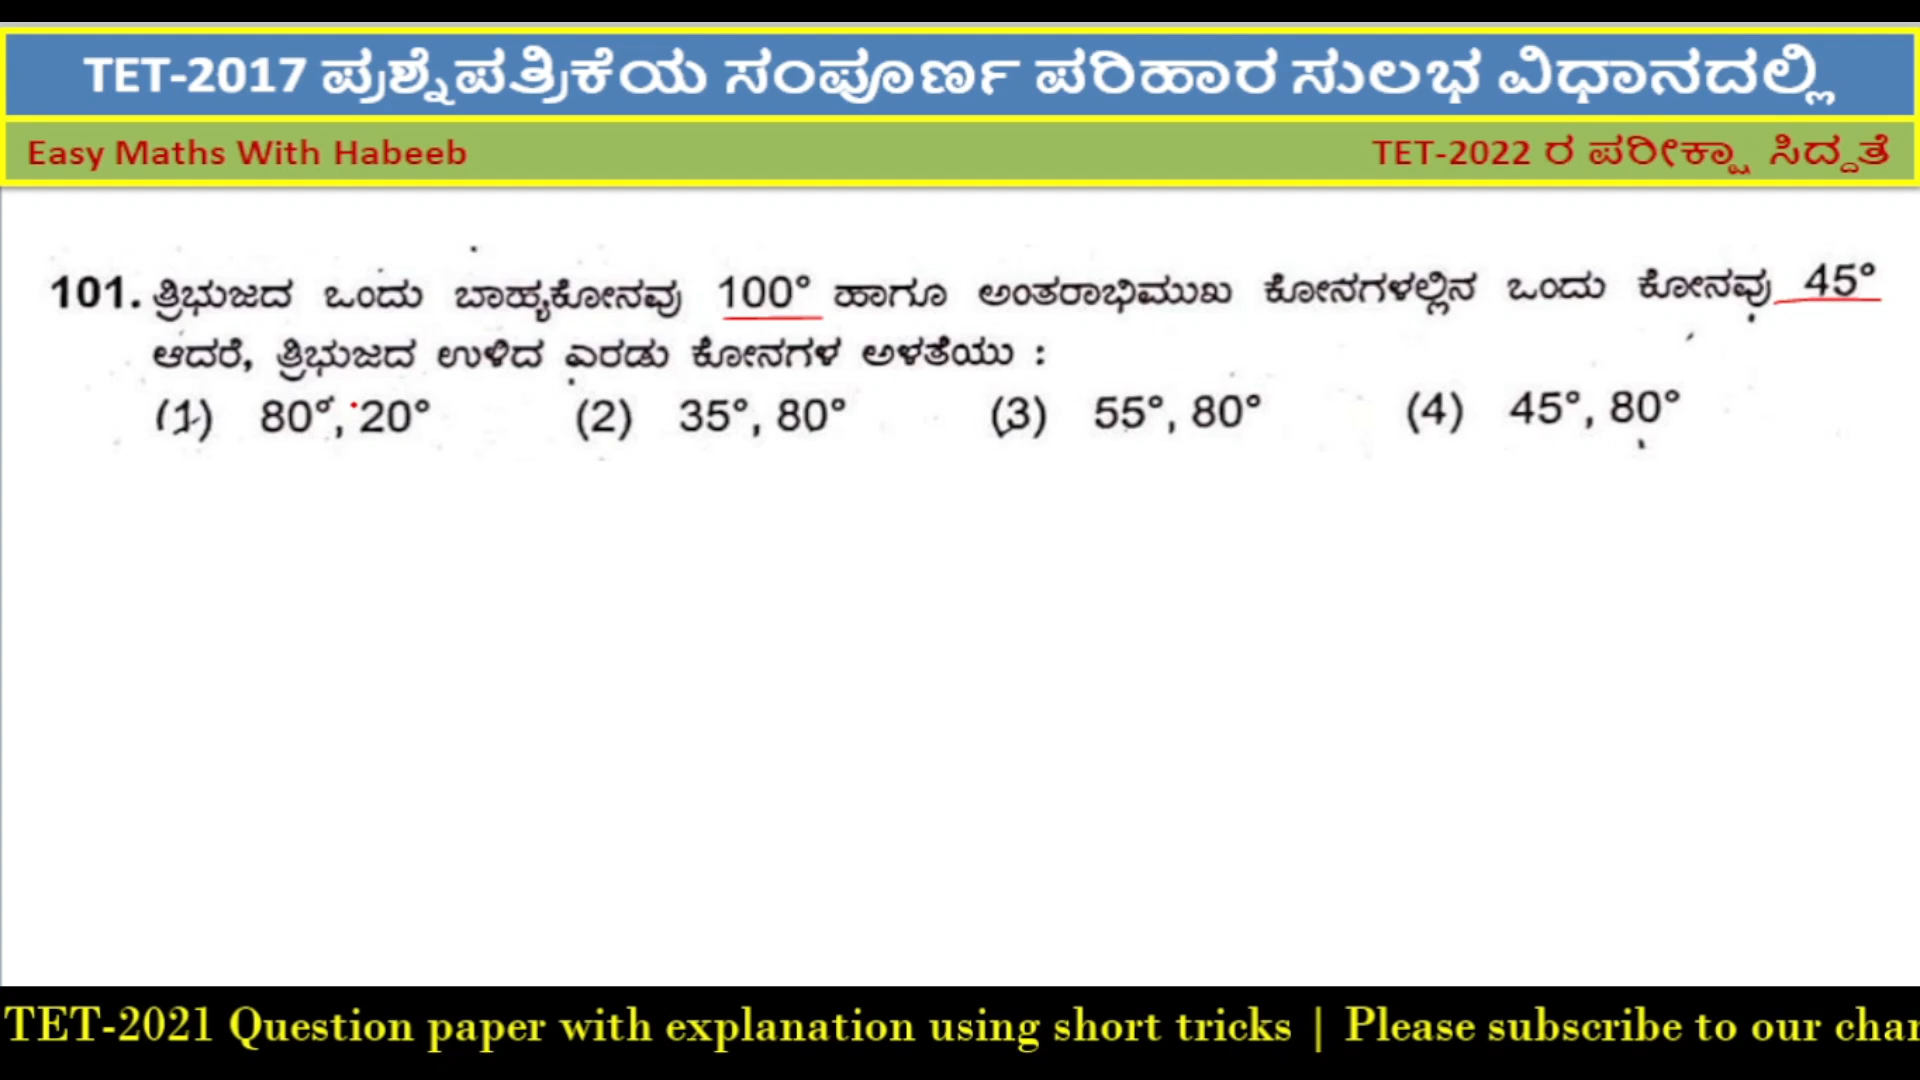 TET-2017 ಪ್ರಶ್ನೆಪತ್ರಿಕೆಯ ಸಂಪೂರ್ಣ ಪರಿಹಾರ ಸುಲಭ ವಿಧಾನದಲ್ಲಿ
Easy Maths With Habeeb
TET-2022 ರ ಪರೀಕ್ಷಾ ಸಿದ್ದತೆ
101. ತ್ರಿಭುಜದ ಒಂದು ಬಾಹ್ಯಕೋನವು 100° ಹಾಗೂ ಅಂತರಾಭಿಮುಖ ಕೋನಗಳಲ್ಲಿನ ಒಂದು ಕೋನವು 45°
ಆದರೆ, ತ್ರಿಭುಜದ ಉಳಿದ ಎರಡು ಕೋನಗಳ ಅಳತೆಯು :
(1) 80°, 20° (2) 35°, 80° (3) 55°, 80° (4) 45°, 80°
TET-2021 Question paper with explanation using short tricks | Please subscribe to our chan